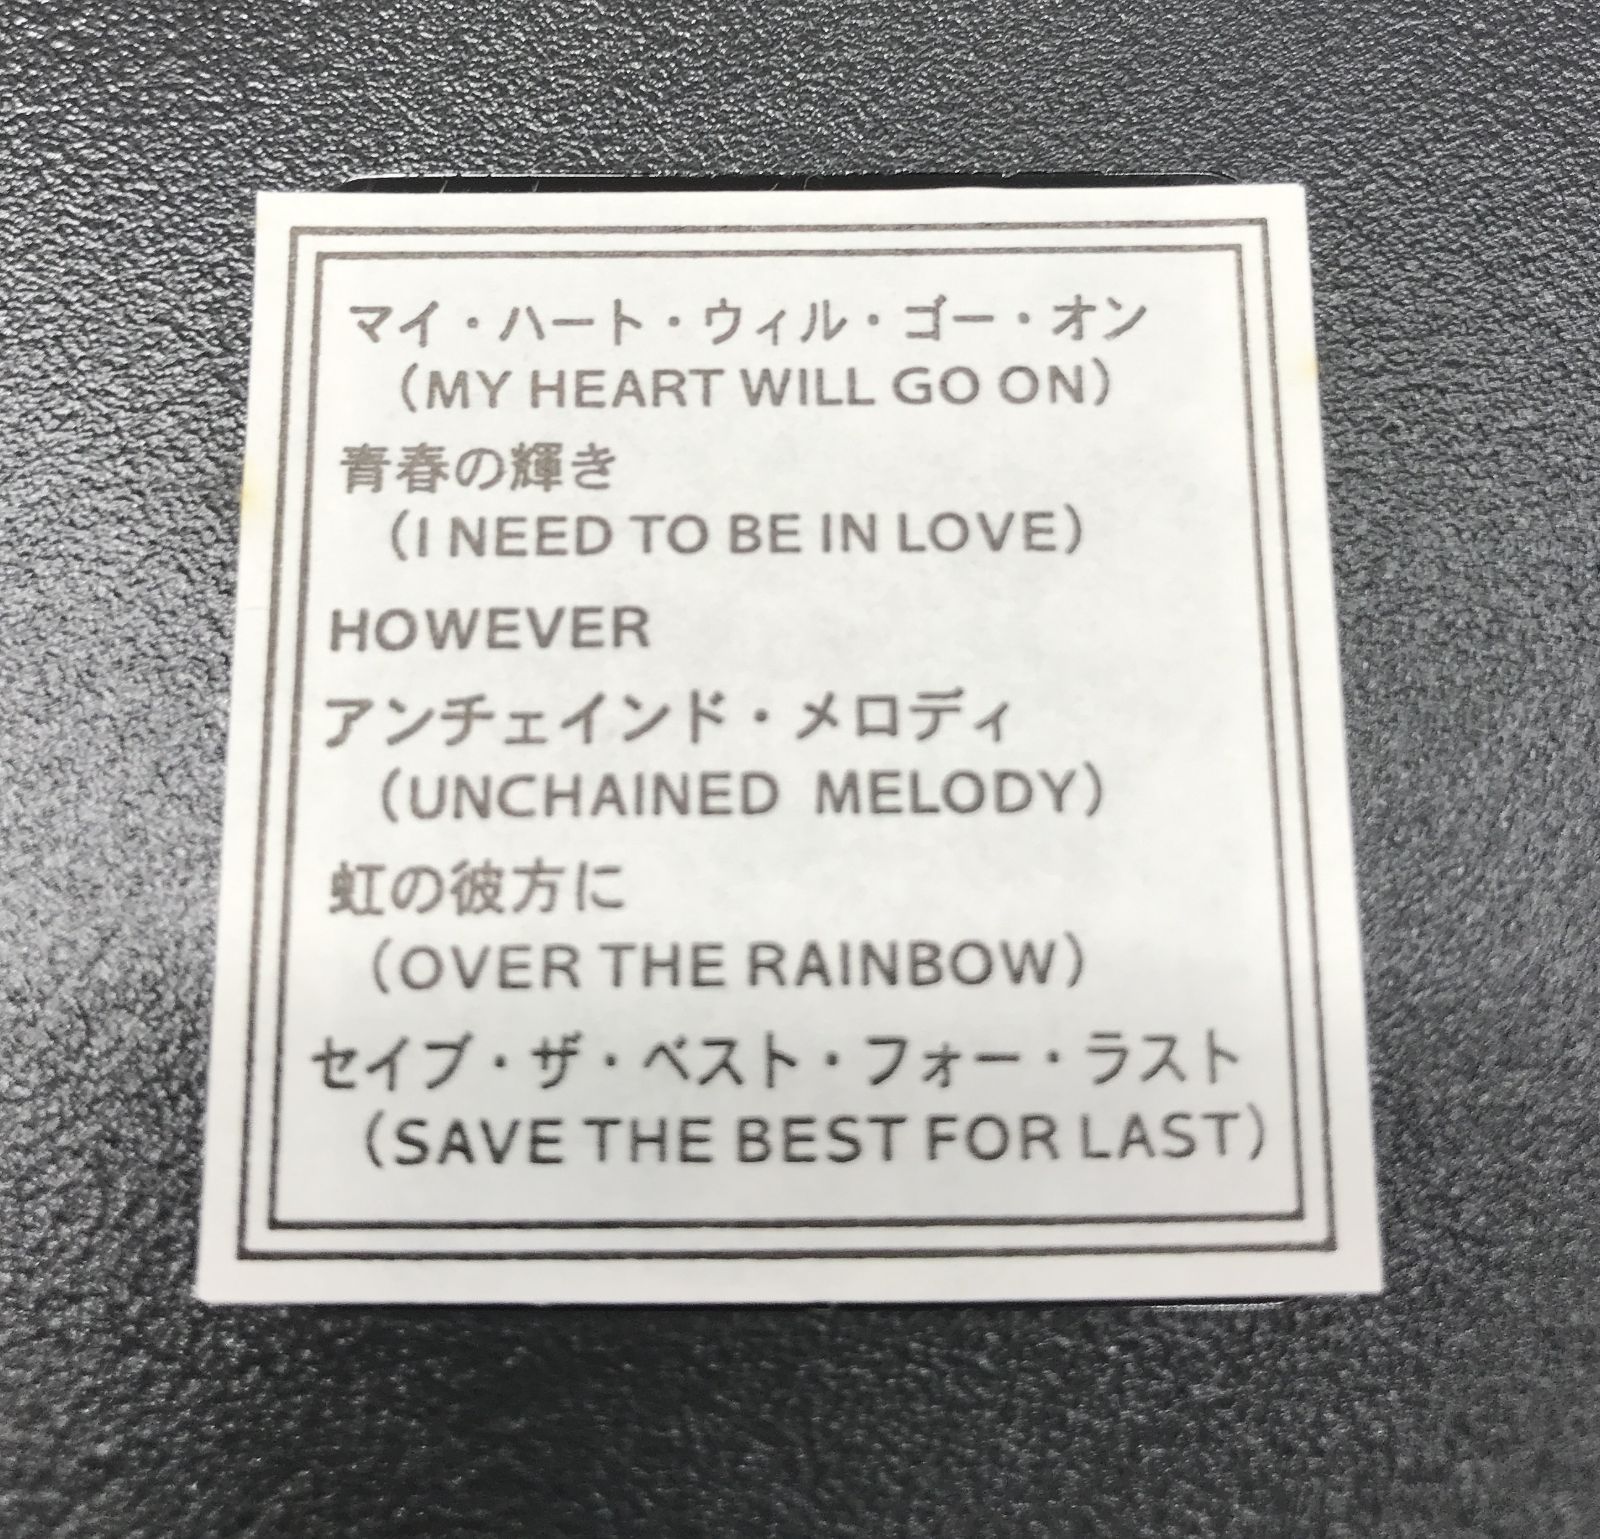 マイ・ハート・ウィル・ゴー・オン
（MY HEART WILL GO ON）
青春の輝き
（I NEED TO BE IN LOVE）
HOWEVER
アンチェインド・メロディ
（UNCHAINED MELODY）
虹の彼方に
（OVER THE RAINBOW）
セイブ・ザ・ベスト・フォー・ラスト
（SAVE THE BEST FOR LAST）